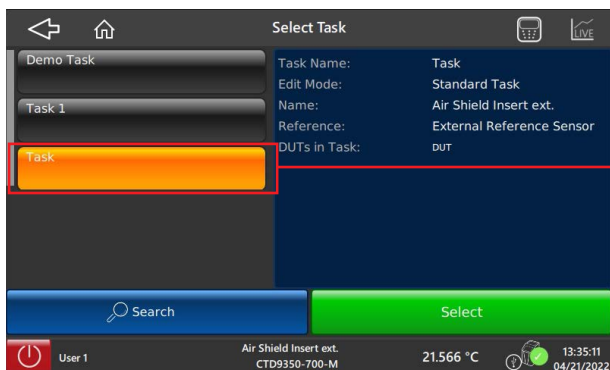 Select Task
LIVE
Demo Task
Task 1
Task
Task Name: Task
Edit Mode: Standard Task
Name: Air Shield Insert ext.
Reference: External Reference Sensor
DUTs in Task: DUT
Search
Select
User 1
Air Shield Insert ext.
CTD9350-700-M
21.566 °C
13:35:11
04/21/2022